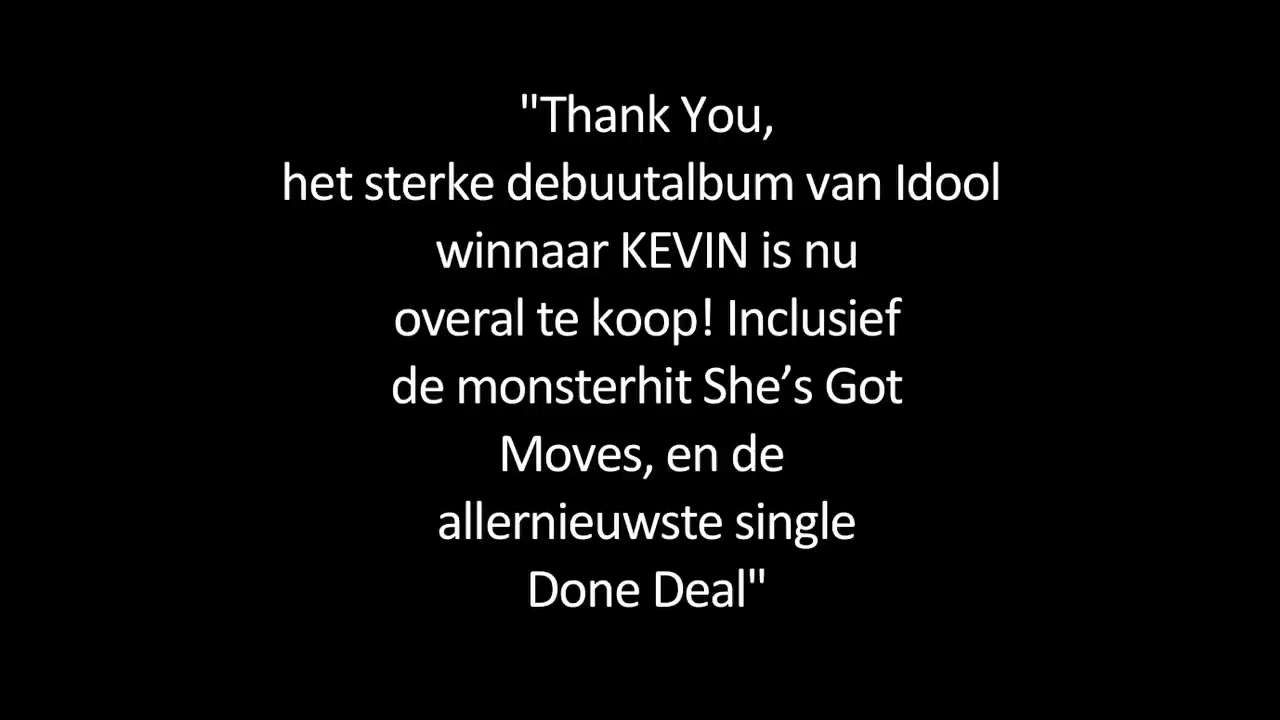 "Thank You,
het sterke debuutalbum van Idool
winnaar KEVIN is nu
overal te koop! Inclusief
de monsterhit She’s Got
Moves, en de
allernieuwste single
Done Deal"